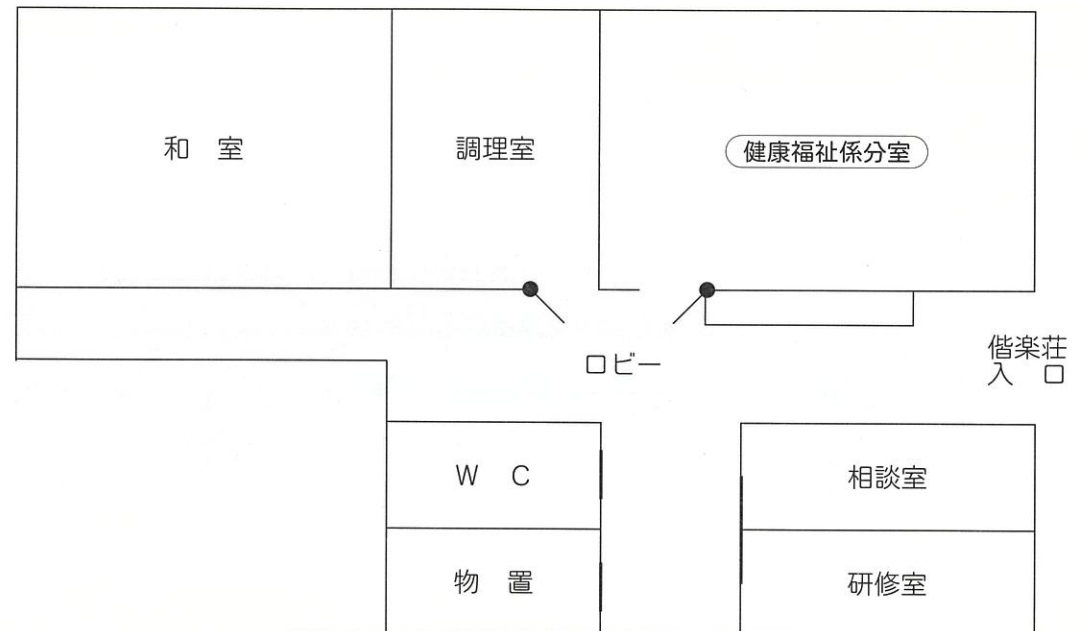 和　室
調理室
健康福祉係分室
ロビー
偕楽荘
入　口
Ｗ　Ｃ
相談室
物　置
研修室